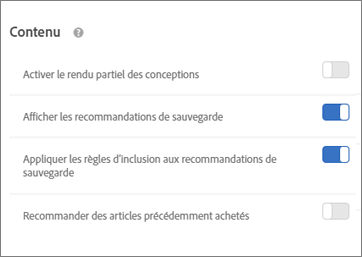 Contenu ?
Activer le rendu partiel des conceptions
Afficher les recommandations de sauvegarde
Appliquer les règles d'inclusion aux recommandations de
sauvegarde
Recommander des articles précédemment achetés